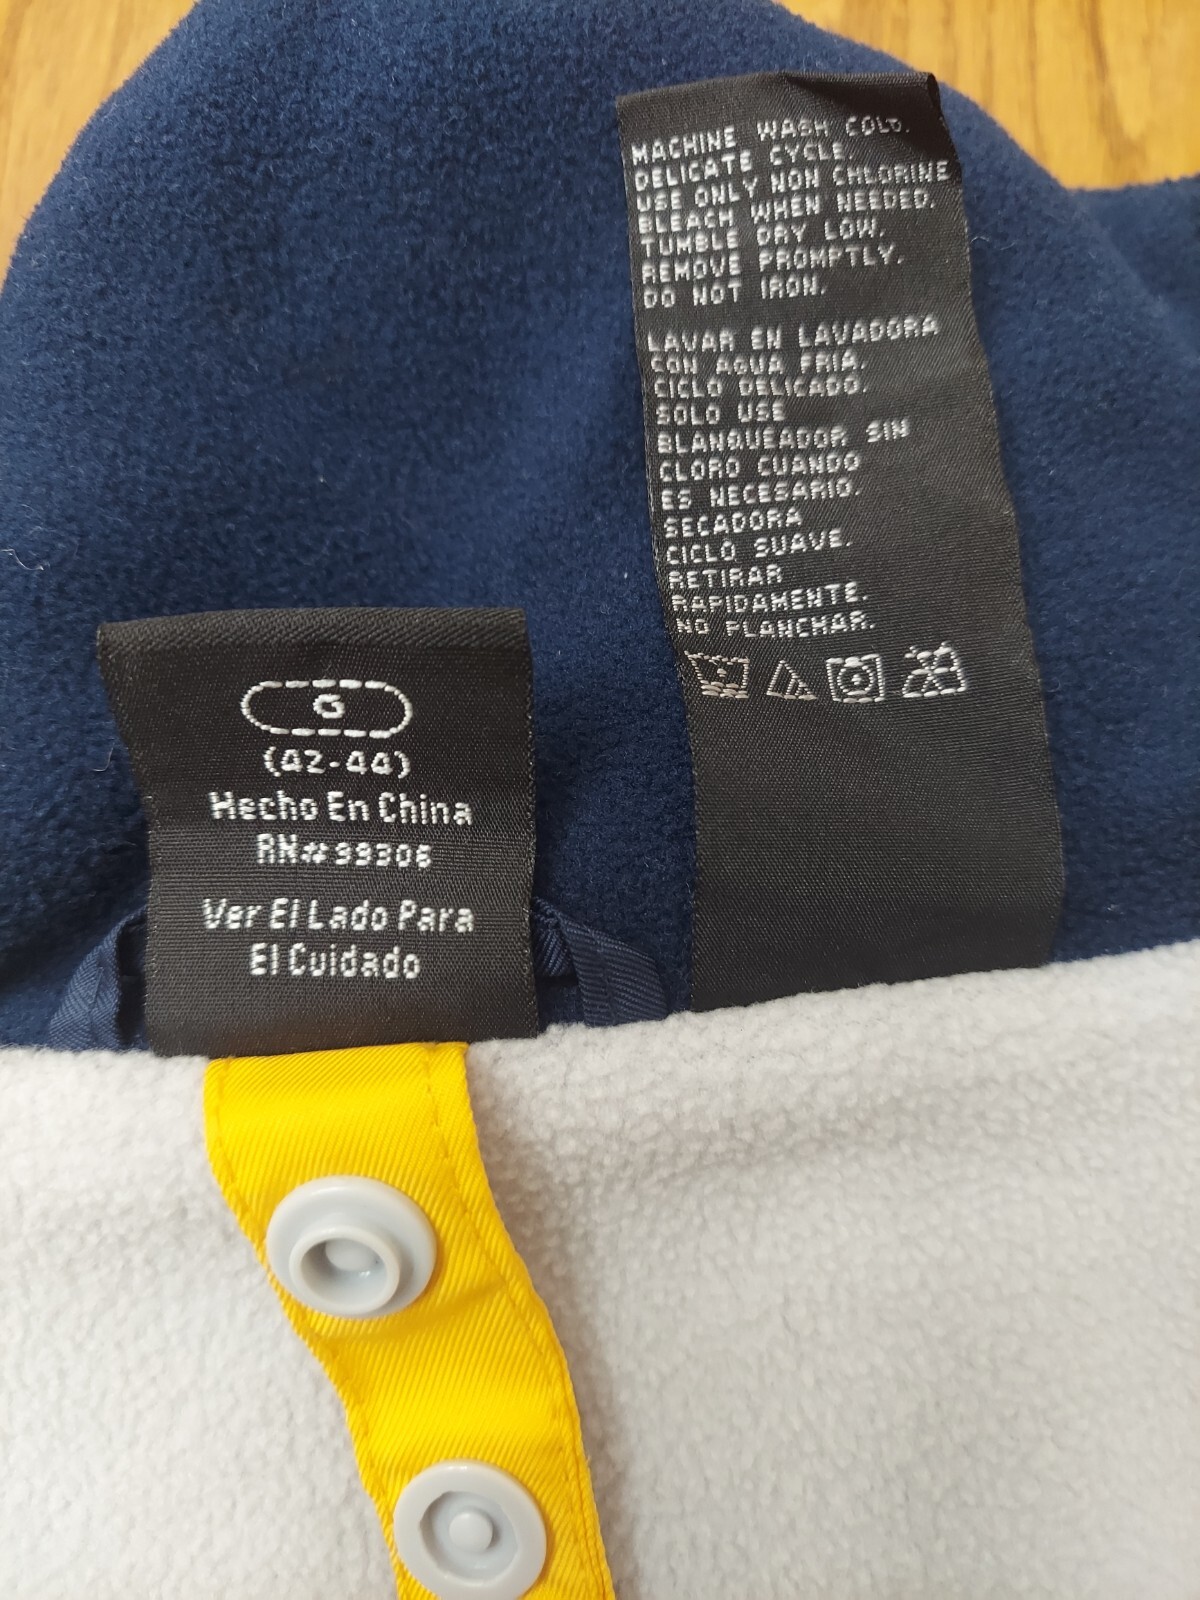 G
(42-44)
Hecho En China
RN#99306
Ver El Lado Para
El Cuidado
MACHINE WASH COLD.
DELICATE CYCLE.
USE ONLY NON CHLORINE
BLEACH WHEN NEEDED.
TUMBLE DRY LOW.
REMOVE PROMPTLY.
DO NOT IRON.
LAVAR EN LAVADORA
CON AGUA FRIA.
CICLO DELICADO.
SOLO USE
BLANQUEADOR SIN
CLORO CUANDO
ES NECESARIO.
SECADORA
CICLO SUAVE.
RETIRAR
RAPIDAMENTE.
NO PLANCHAR.